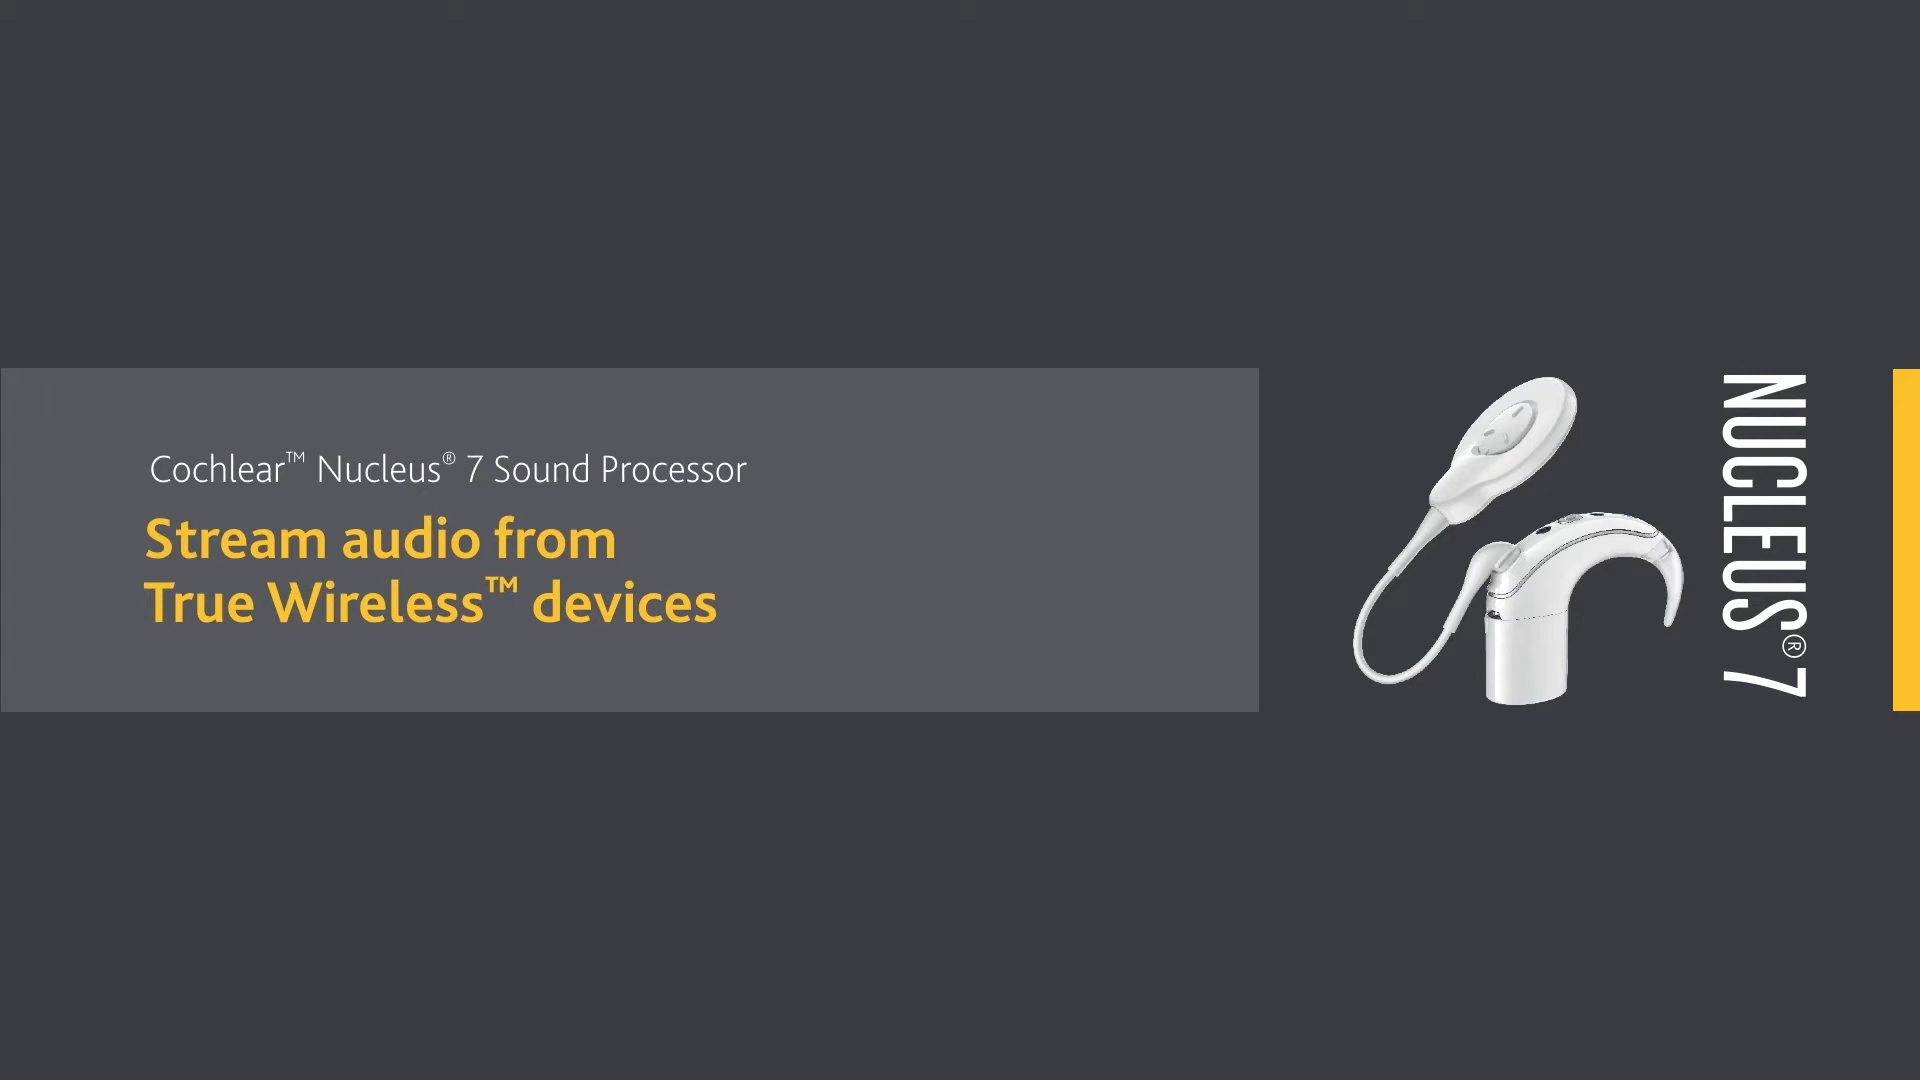 Cochlear™ Nucleus® 7 Sound Processor
Stream audio from
True Wireless™ devices
NUCLEUS® 7